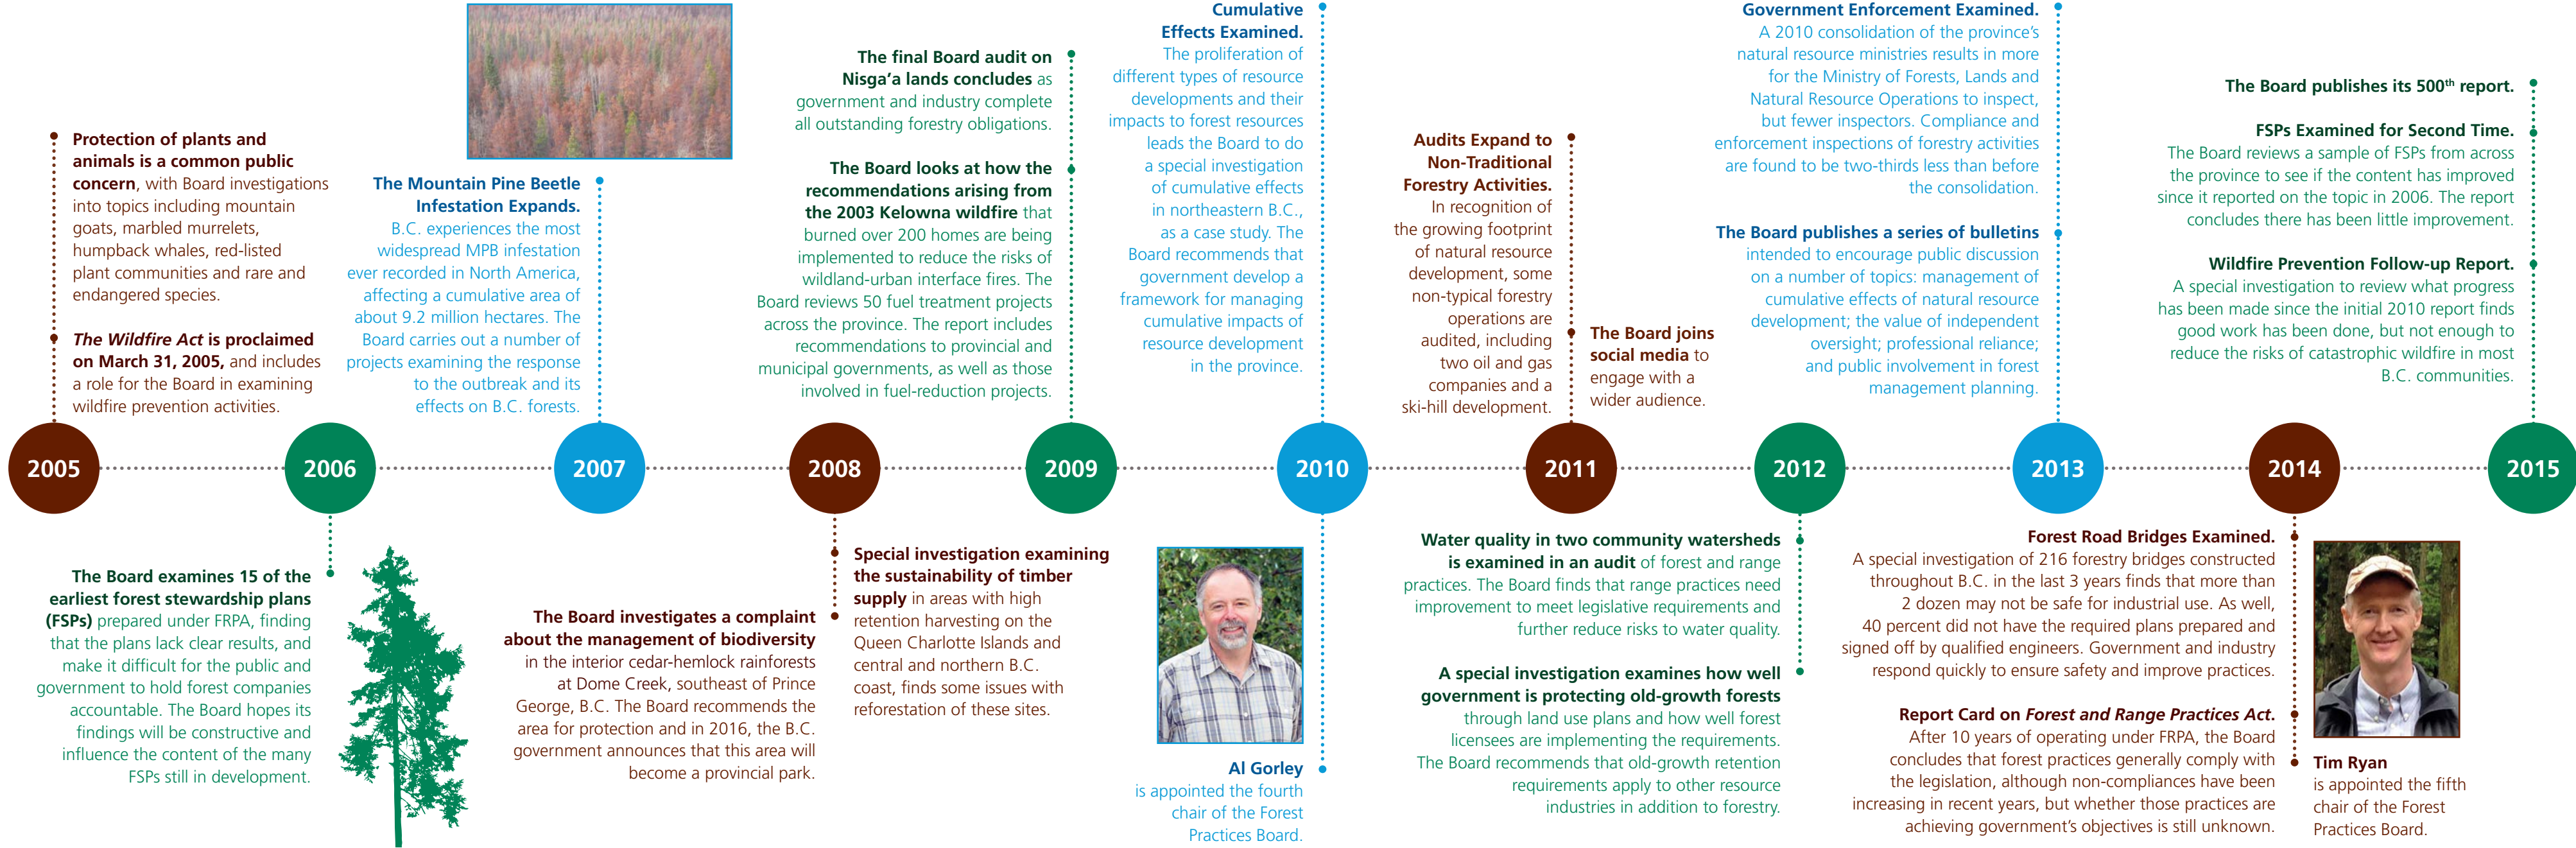 Protection of plants and
animals is a common public
concern, with Board investigations
into topics including mountain
goats, marbled murrelets,
humpback whales, red-listed
plant communities and rare and
endangered species.
The Wildfire Act is proclaimed
on March 31, 2005, and includes
a role for the Board in examining
wildfire prevention activities.
The Mountain Pine Beetle
Infestation Expands.
B.C. experiences the most
widespread MPB infestation
ever recorded in North America,
affecting a cumulative area of
about 9.2 million hectares. The
Board carries out a number of
projects examining the response
to the outbreak and its
effects on B.C. forests.
The final Board audit on
Nisga’a lands concludes as
government and industry complete
all outstanding forestry obligations.
The Board looks at how the
recommendations arising from
the 2003 Kelowna wildfire that
burned over 200 homes are being
implemented to reduce the risks of
wildland-urban interface fires. The
Board reviews 50 fuel treatment projects
across the province. The report includes
recommendations to provincial and
municipal governments, as well as those
involved in fuel-reduction projects.
Cumulative
Effects Examined.
The proliferation of
different types of resource
developments and their
impacts to forest resources
leads the Board to do
a special investigation
of cumulative effects
in northeastern B.C.,
as a case study. The
Board recommends that
government develop a
framework for managing
cumulative impacts of
resource development
in the province.
Audits Expand to
Non-Traditional
Forestry Activities.
In recognition of
the growing footprint
of natural resource
development, some
non-typical forestry
operations are
audited, including
two oil and gas
companies and a
ski-hill development.
The Board joins
social media to
engage with a
wider audience.
Government Enforcement Examined.
A 2010 consolidation of the province’s
natural resource ministries results in more
for the Ministry of Forests, Lands and
Natural Resource Operations to inspect,
but fewer inspectors. Compliance and
enforcement inspections of forestry activities
are found to be two-thirds less than before
the consolidation.
The Board publishes a series of bulletins
intended to encourage public discussion
on a number of topics: management of
cumulative effects of natural resource
development; the value of independent
oversight; professional reliance;
and public involvement in forest
management planning.
The Board publishes its 500th report.
FSPs Examined for Second Time.
The Board reviews a sample of FSPs from across
the province to see if the content has improved
since it reported on the topic in 2006. The report
concludes there has been little improvement.
Wildfire Prevention Follow-up Report.
A special investigation to review what progress
has been made since the initial 2010 report finds
good work has been done, but not enough to
reduce the risks of catastrophic wildfire in most
B.C. communities.
2005
2006
2007
2008
2009
2010
2011
2012
2013
2014
2015
The Board examines 15 of the
earliest forest stewardship plans
(FSPs) prepared under FRPA, finding
that the plans lack clear results, and
make it difficult for the public and
government to hold forest companies
accountable. The Board hopes its
findings will be constructive and
influence the content of the many
FSPs still in development.
The Board investigates a complaint
about the management of biodiversity
in the interior cedar-hemlock rainforests
at Dome Creek, southeast of Prince
George, B.C. The Board recommends the
area for protection and in 2016, the B.C.
government announces that this area will
become a provincial park.
Special investigation examining
the sustainability of timber
supply in areas with high
retention harvesting on the
Queen Charlotte Islands and
central and northern B.C.
coast, finds some issues with
reforestation of these sites.
Al Gorley
is appointed the fourth
chair of the Forest
Practices Board.
Water quality in two community watersheds
is examined in an audit of forest and range
practices. The Board finds that range practices need
improvement to meet legislative requirements and
further reduce risks to water quality.
A special investigation examines how well
government is protecting old-growth forests
through land use plans and how well forest
licensees are implementing the requirements.
The Board recommends that old-growth retention
requirements apply to other resource
industries in addition to forestry.
Forest Road Bridges Examined.
A special investigation of 216 forestry bridges constructed
throughout B.C. in the last 3 years finds that more than
2 dozen may not be safe for industrial use. As well,
40 percent did not have the required plans prepared and
signed off by qualified engineers. Government and industry
respond quickly to ensure safety and improve practices.
Report Card on Forest and Range Practices Act.
After 10 years of operating under FRPA, the Board
concludes that forest practices generally comply with
the legislation, although non-compliances have been
increasing in recent years, but whether those practices are
achieving government’s objectives is still unknown.
Tim Ryan
is appointed the fifth
chair of the Forest
Practices Board.